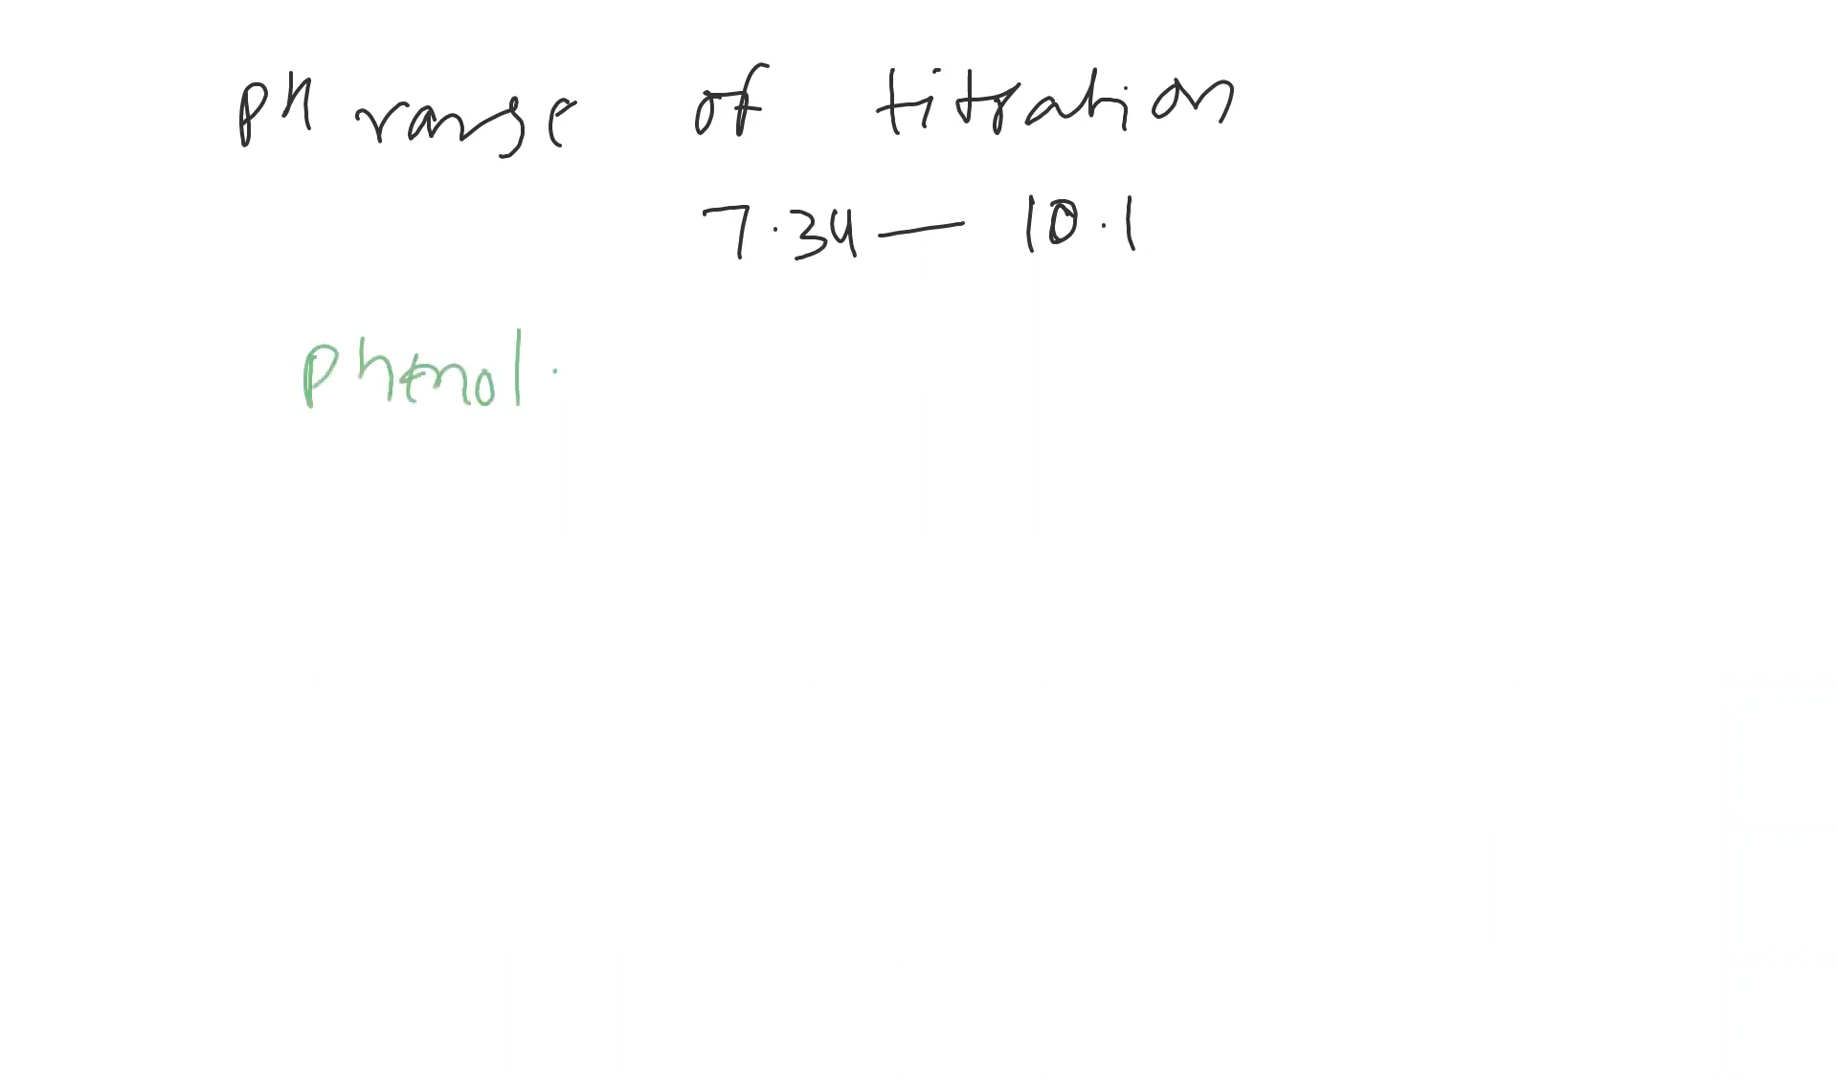 pH range of titration
7.34 — 10.1
Phenol.